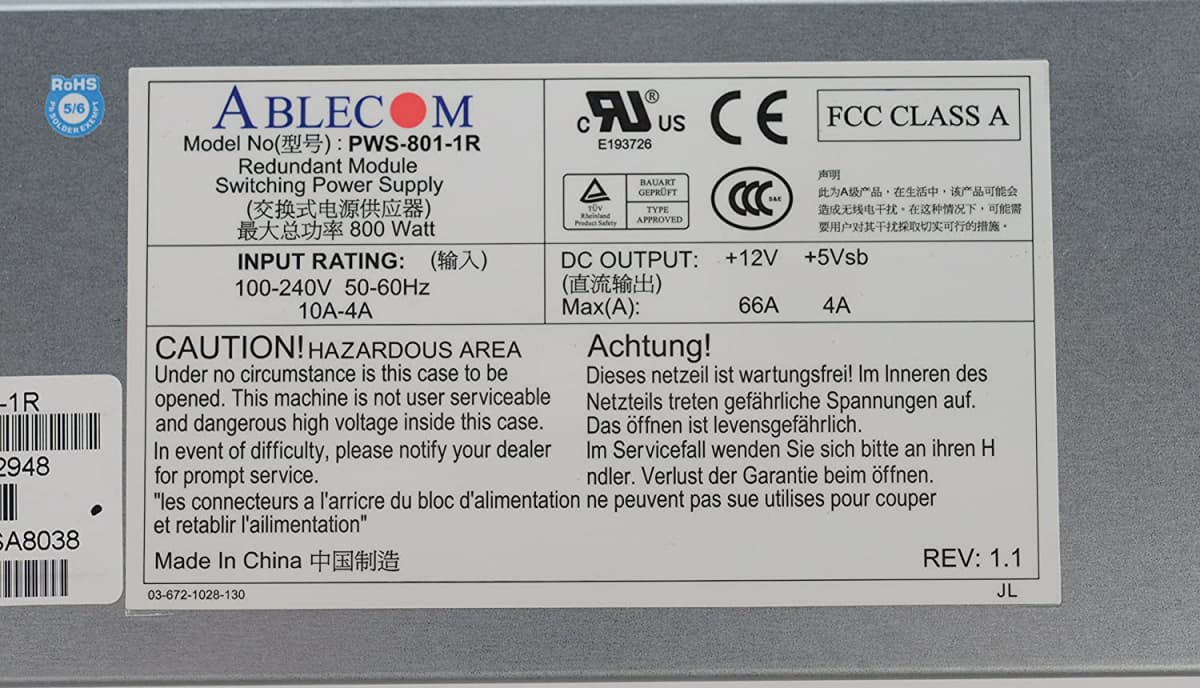 RoHS
5/6
Pb SOLDER EXEMPT
ABLECOM
Model No(型号) : PWS-801-1R
Redundant Module
Switching Power Supply
(交换式电源供应器)
最大总功率 800 Watt
c RU US ®
E193726
CE
FCC CLASS A
TÜV
Rheinland
Product Safety
BAUART
GEPRÜFT
TYPE
APPROVED
CCC S&E
声明
此为A级产品，在生活中，该产品可能会
造成无线电干扰。在这种情况下，可能需
要用户对其干扰采取切实可行的措施。
INPUT RATING: (输入)
100-240V 50-60Hz
10A-4A
DC OUTPUT: +12V +5Vsb
(直流输出)
Max(A): 66A 4A
CAUTION! HAZARDOUS AREA
Under no circumstance is this case to be
opened. This machine is not user serviceable
and dangerous high voltage inside this case.
In event of difficulty, please notify your dealer
for prompt service.
Achtung!
Dieses netzeil ist wartungsfrei! Im Inneren des
Netzteils treten gefährliche Spannungen auf.
Das öffnen ist levensgefährlich.
Im Servicefall wenden Sie sich bitte an ihren H
ndler. Verlust der Garantie beim öffnen.
"les connecteurs a l'arricre du bloc d'alimentation ne peuvent pas sue utilises pour couper
et retablir l'ailimentation"
Made In China 中国制造
REV: 1.1
03-672-1028-130
JL
-1R
2948
SA8038